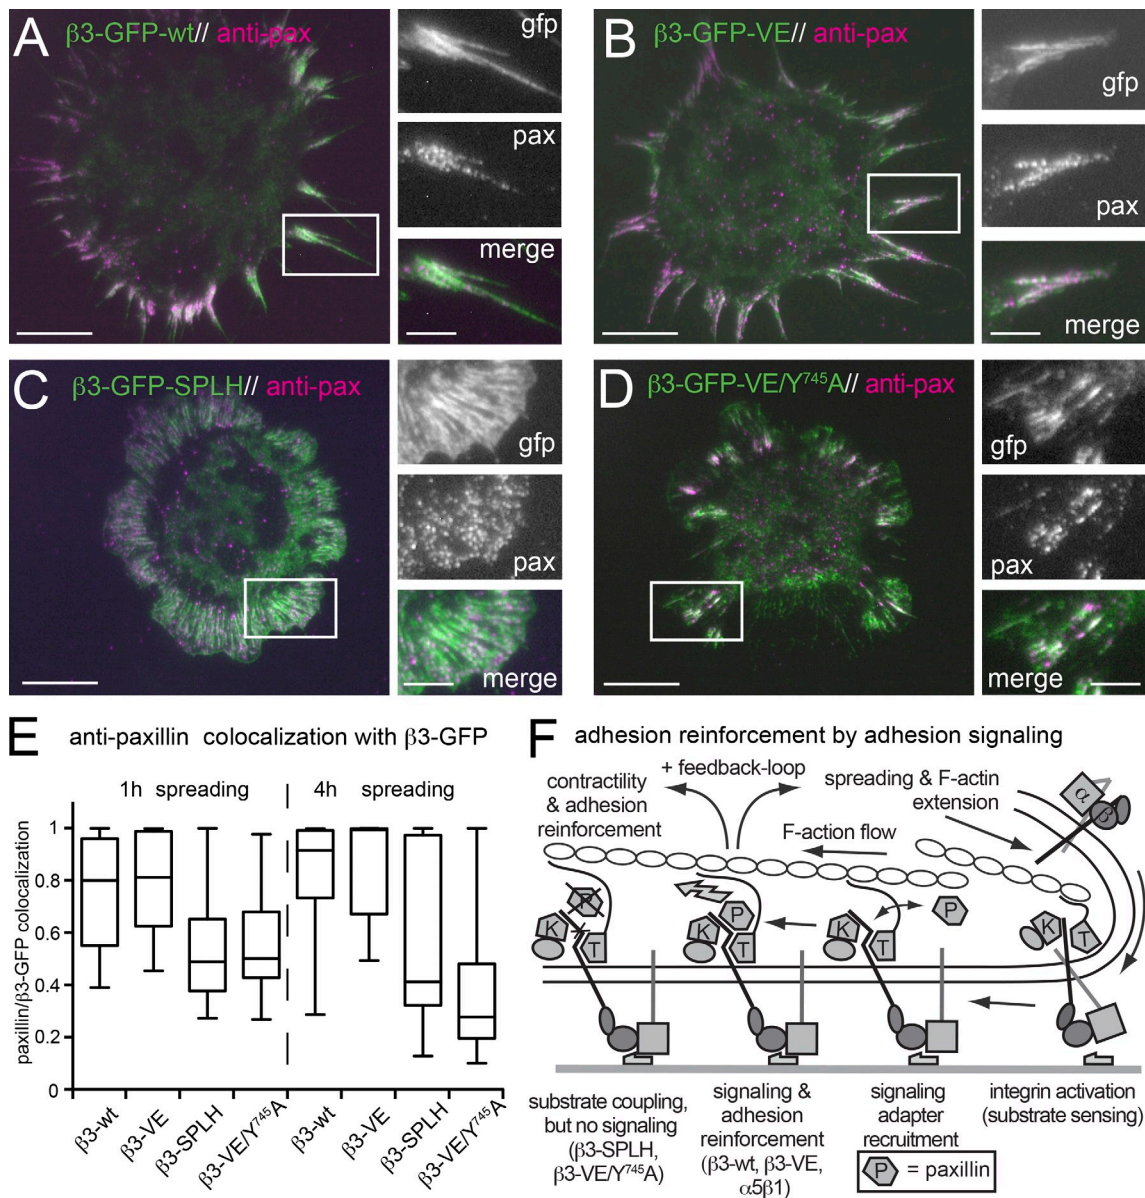 A
β3-GFP-wt// anti-pax
gfp
pax
merge
B
β3-GFP-VE// anti-pax
gfp
pax
merge
C
β3-GFP-SPLH// anti-pax
gfp
pax
merge
D
β3-GFP-VE/Y⁷⁴⁵A// anti-pax
gfp
pax
merge
E
anti-paxillin colocalization with β3-GFP
1h spreading
4h spreading
paxillin/β3-GFP colocalization
1
0.8
0.6
0.4
0.2
0
β3-wt
β3-VE
β3-SPLH
β3-VE/Y⁷⁴⁵A
β3-wt
β3-VE
β3-SPLH
β3-VE/Y⁷⁴⁵A
F
adhesion reinforcement by adhesion signaling
contractility
& adhesion
reinforcement
+ feedback-loop
spreading & F-actin
extension
F-action flow
α
β
P
K
T
P
K
T
P
K
T
K
T
substrate coupling,
but no signaling
(β3-SPLH,
β3-VE/Y⁷⁴⁵A)
signaling &
adhesion
reinforcement
(β3-wt, β3-VE,
α5β1)
signaling
adapter
recruitment
integrin activation
(substrate sensing)
P = paxillin